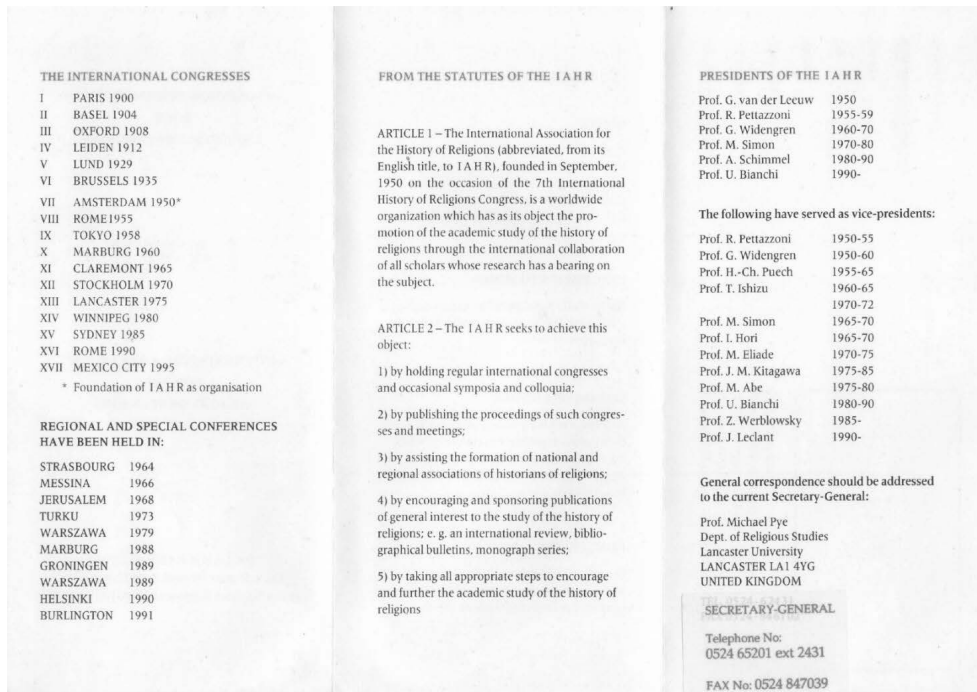 THE INTERNATIONAL CONGRESSES
I PARIS 1900
II BASEL 1904
III OXFORD 1908
IV LEIDEN 1912
V LUND 1929
VI BRUSSELS 1935
VII AMSTERDAM 1950*
VIII ROME1955
IX TOKYO 1958
X MARBURG 1960
XI CLAREMONT 1965
XII STOCKHOLM 1970
XIII LANCASTER 1975
XIV WINNIPEG 1980
XV SYDNEY 1985
XVI ROME 1990
XVII MEXICO CITY 1995
* Foundation of I A H R as organisation
REGIONAL AND SPECIAL CONFERENCES
HAVE BEEN HELD IN:
STRASBOURG 1964
MESSINA 1966
JERUSALEM 1968
TURKU 1973
WARSZAWA 1979
MARBURG 1988
GRONINGEN 1989
WARSZAWA 1989
HELSINKI 1990
BURLINGTON 1991
FROM THE STATUTES OF THE I A H R
ARTICLE 1 – The International Association for
the History of Religions (abbreviated, from its
English title, to I A H R), founded in September,
1950 on the occasion of the 7th International
History of Religions Congress, is a worldwide
organization which has as its object the pro-
motion of the academic study of the history of
religions through the international collaboration
of all scholars whose research has a bearing on
the subject.
ARTICLE 2 – The I A H R seeks to achieve this
object:
1) by holding regular international congresses
and occasional symposia and colloquia;
2) by publishing the proceedings of such congres-
ses and meetings;
3) by assisting the formation of national and
regional associations of historians of religions;
4) by encouraging and sponsoring publications
of general interest to the study of the history of
religions; e. g. an international review, biblio-
graphical bulletins, monograph series;
5) by taking all appropriate steps to encourage
and further the academic study of the history of
religions
PRESIDENTS OF THE I A H R
Prof. G. van der Leeuw 1950
Prof. R. Pettazzoni 1955-59
Prof. G. Widengren 1960-70
Prof. M. Simon 1970-80
Prof. A. Schimmel 1980-90
Prof. U. Bianchi 1990-
The following have served as vice-presidents:
Prof. R. Pettazzoni 1950-55
Prof. G. Widengren 1950-60
Prof. H.-Ch. Puech 1955-65
Prof. T. Ishizu 1960-65
1970-72
Prof. M. Simon 1965-70
Prof. I. Hori 1965-70
Prof. M. Eliade 1970-75
Prof. J. M. Kitagawa 1975-85
Prof. M. Abe 1975-80
Prof. U. Bianchi 1980-90
Prof. Z. Werblowsky 1985-
Prof. J. Leclant 1990-
General correspondence should be addressed
to the current Secretary-General:
Prof. Michael Pye
Dept. of Religious Studies
Lancaster University
LANCASTER LA1 4YG
UNITED KINGDOM
SECRETARY-GENERAL
Telephone No:
0524 65201 ext 2431
FAX No: 0524 847039